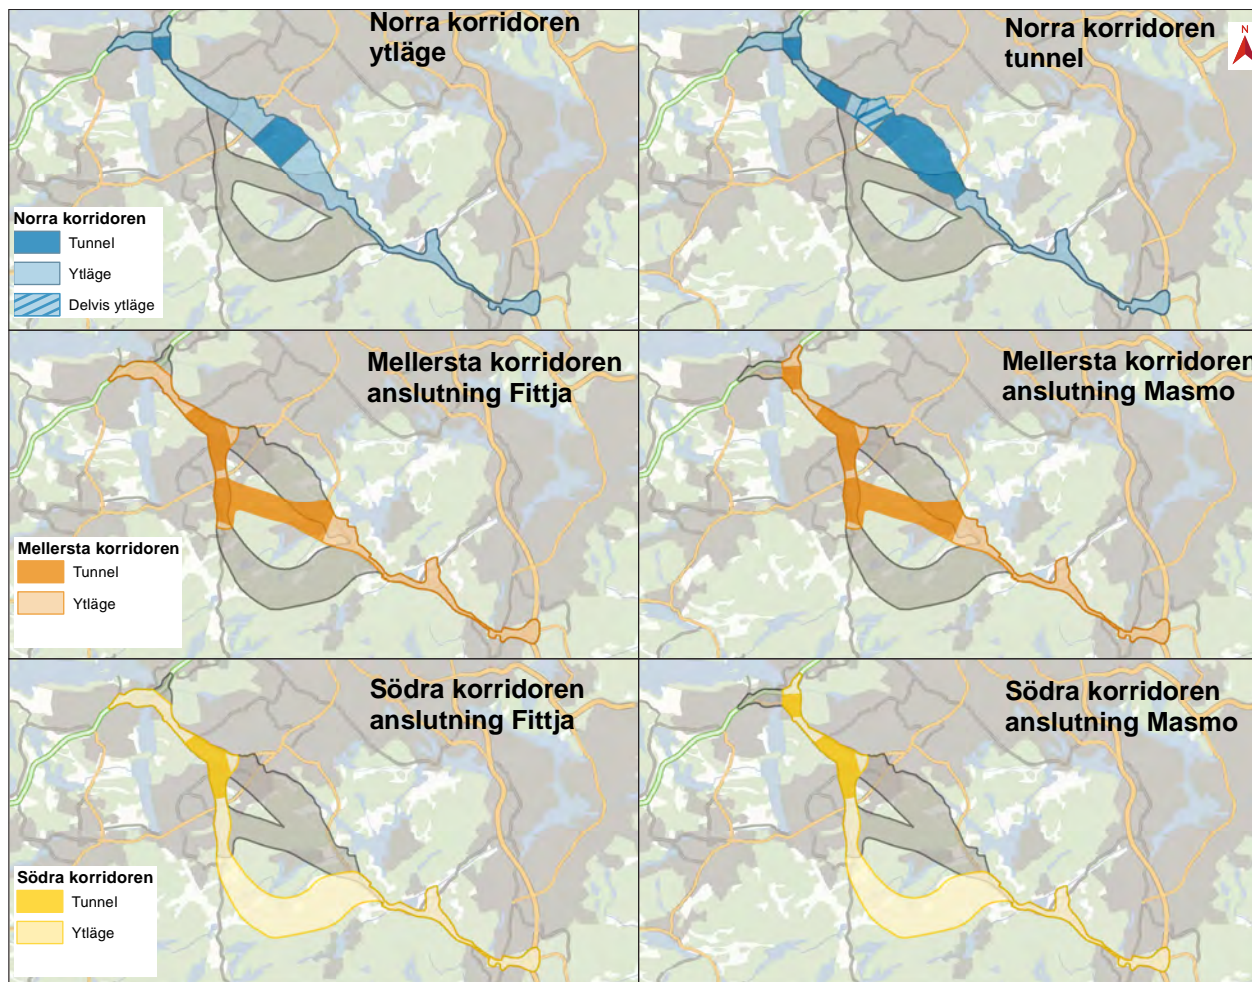 Norra korridoren
ytläge
Norra korridoren
Tunnel
Ytläge
Delvis ytläge
Norra korridoren
tunnel
N
Mellersta korridoren
anslutning Fittja
Mellersta korridoren
Tunnel
Ytläge
Mellersta korridoren
anslutning Masmo
Södra korridoren
anslutning Fittja
Södra korridoren
Tunnel
Ytläge
Södra korridoren
anslutning Masmo